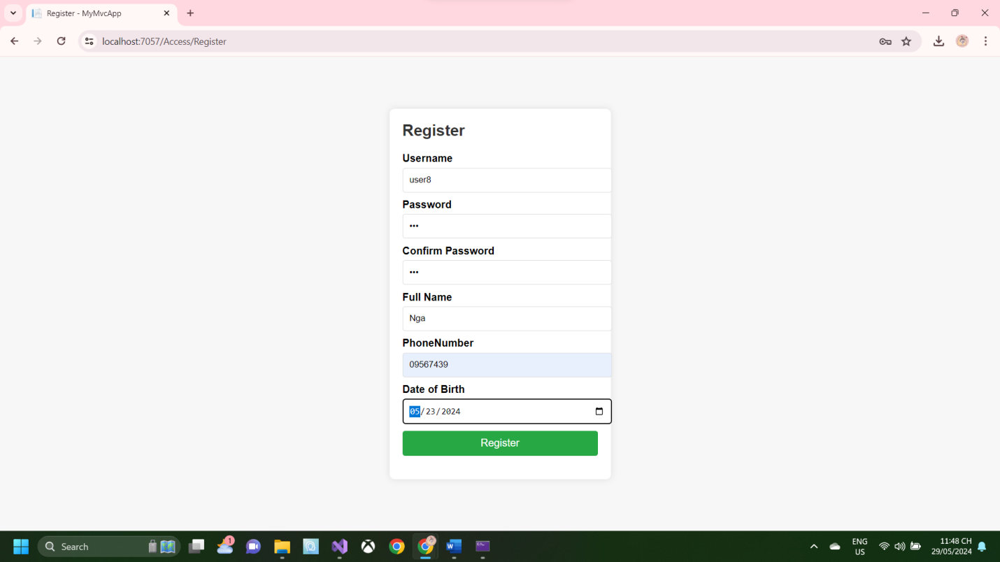 Register - MyMvcApp
localhost:7057/Access/Register
Register
Username
user8
Password
•••
Confirm Password
•••
Full Name
Nga
PhoneNumber
09567439
Date of Birth
05/23/2024
Register
Search
1
ENG
US
11:48 CH
29/05/2024